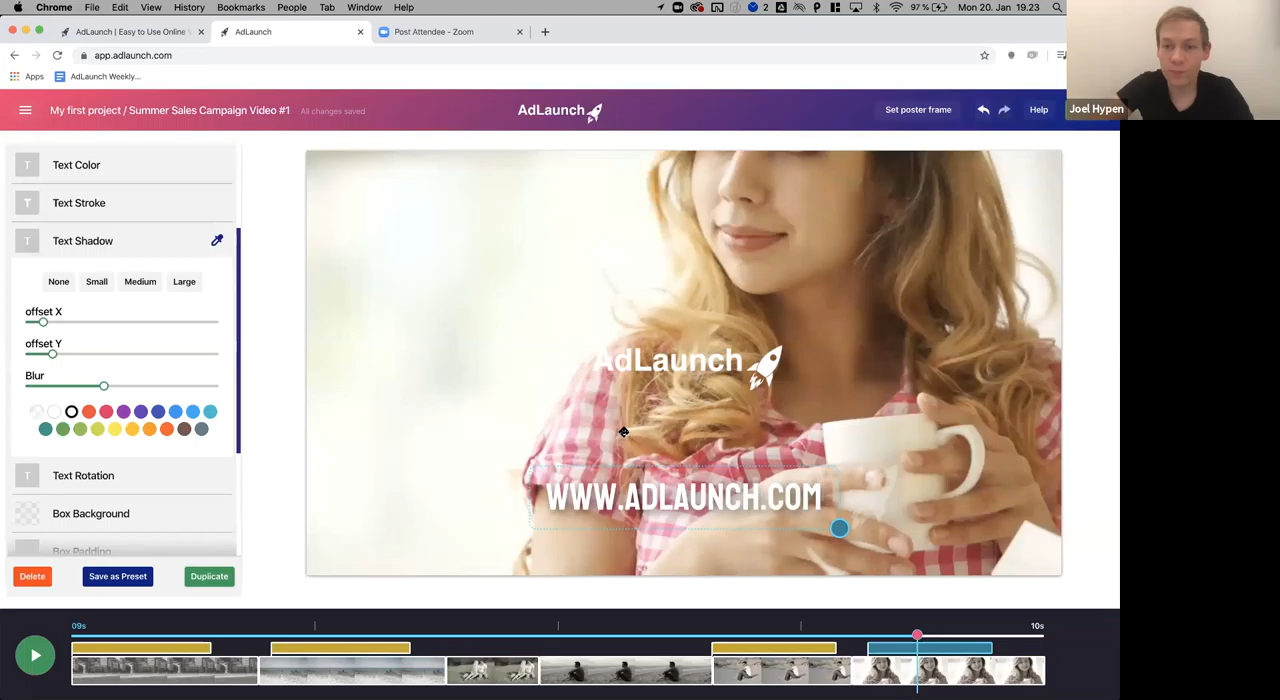 Chrome File Edit View History Bookmarks People Tab Window Help
2 97% Mon 20. Jan 19.23
AdLaunch | Easy to Use Online
AdLaunch
Post Attendee - Zoom
app.adlaunch.com
Apps AdLaunch Weekly...
Joel Hypen
My first project / Summer Sales Campaign Video #1 All changes saved
AdLaunch
Set poster frame
Help
T Text Color
T Text Stroke
T Text Shadow
None Small Medium Large
offset X
offset Y
Blur
T Text Rotation
Box Background
Box Padding
Delete Save as Preset Duplicate
AdLaunch
WWW.ADLAUNCH.COM
09s 10s